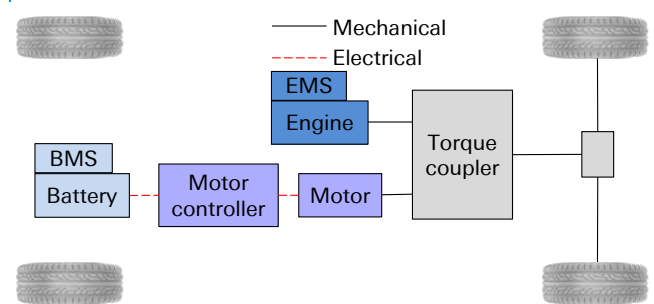 Mechanical
Electrical
EMS
Engine
Torque
coupler
BMS
Battery
Motor
controller
Motor